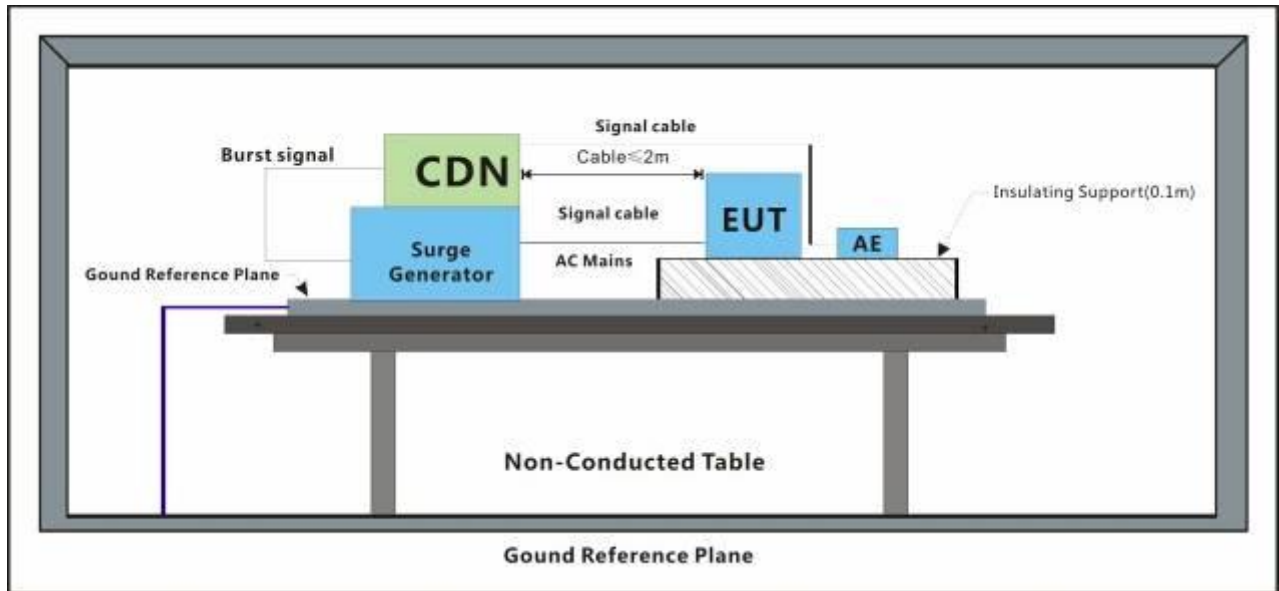 Signal cable
Burst signal
CDN
Cable≤2m
Insulating Support(0.1m)
Signal cable
EUT
AE
Surge
Generator
AC Mains
Gound Reference Plane
Non-Conducted Table
Gound Reference Plane